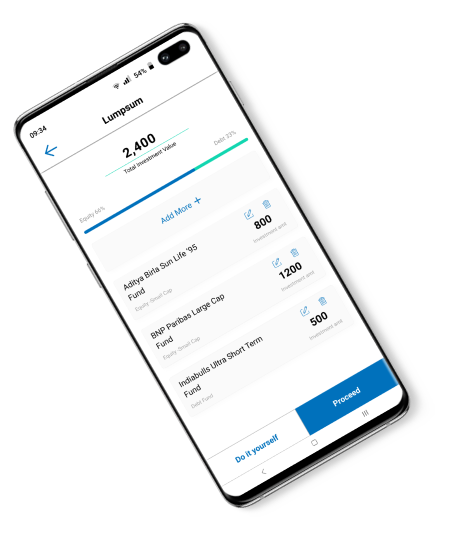 09:34
54%
Lumpsum
2,400
Total Investment Value
Equity 66%
Debt 33%
Add More +
Aditya Birla Sun Life '95
Fund
800
Equity :Small Cap
Investment amt
BNP Paribas Large Cap
Fund
1200
Equity :Small Cap
Investment amt
Indiabulls Ultra Short Term
Fund
500
Debt Fund
Investment amt
Do it yourself
Proceed